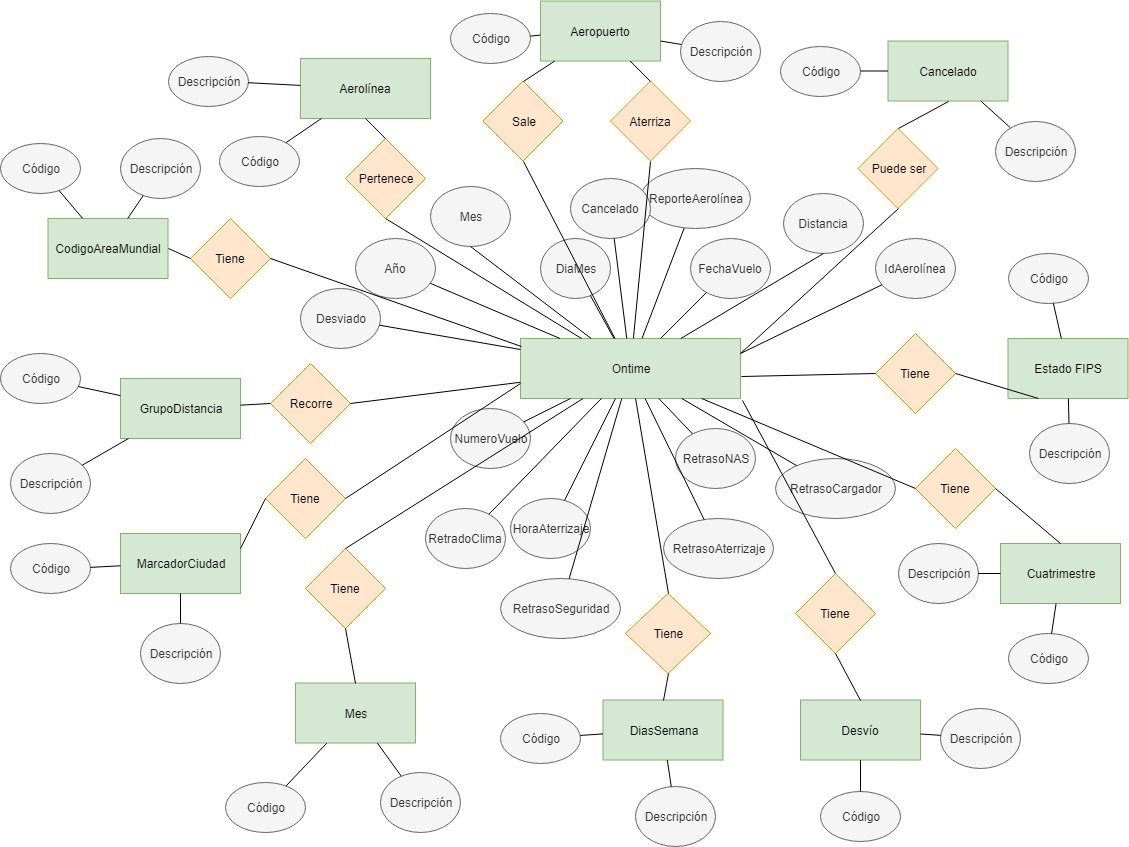 Aeropuerto
Código
Descripción
Cancelado
Código
Descripción
Aerolínea
Descripción
Código
Sale
Aterriza
Pertenece
Puede ser
Código
Descripción
CodigoAreaMundial
Tiene
Mes
Cancelado
ReporteAerolínea
Distancia
Año
DiaMes
FechaVuelo
IdAerolínea
Código
Desviado
Ontime
Tiene
Estado FIPS
Descripción
Código
GrupoDistancia
Recorre
Descripción
NumeroVuelo
RetrasoNAS
RetrasoCargador
Tiene
Tiene
RetradoClima
HoraAterrizaje
RetrasoAterrizaje
MarcadorCiudad
Código
Descripción
Tiene
RetrasoSeguridad
Tiene
Tiene
Descripción
Cuatrimestre
Código
Mes
Código
Descripción
DiasSemana
Código
Descripción
Desvío
Descripción
Código